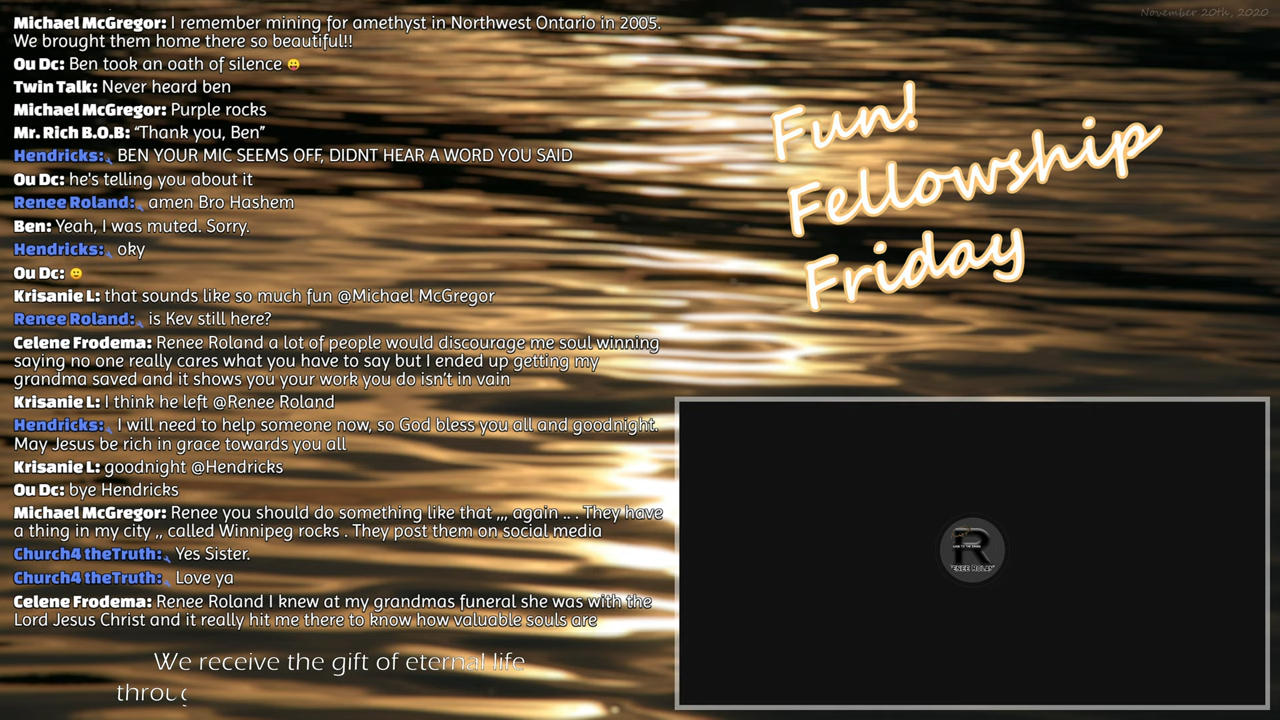 November 20th, 2020
Michael McGregor: I remember mining for amethyst in Northwest Ontario in 2005.
We brought them home there so beautiful!!
Ou Dc: Ben took an oath of silence 😛
Twin Talk: Never heard ben
Michael McGregor: Purple rocks
Mr. Rich B.O.B: “Thank you, Ben”
Hendricks: BEN YOUR MIC SEEMS OFF, DIDNT HEAR A WORD YOU SAID
Ou Dc: he's telling you about it
Renee Roland: amen Bro Hashem
Ben: Yeah, I was muted. Sorry.
Hendricks: oky
Ou Dc: 🙂
Krisanie L: that sounds like so much fun @Michael McGregor
Renee Roland: is Kev still here?
Celene Frodema: Renee Roland a lot of people would discourage me soul winning
saying no one really cares what you have to say but I ended up getting my
grandma saved and it shows you your work you do isn’t in vain
Krisanie L: I think he left @Renee Roland
Hendricks: I will need to help someone now, so God bless you all and goodnight.
May Jesus be rich in grace towards you all
Krisanie L: goodnight @Hendricks
Ou Dc: bye Hendricks
Michael McGregor: Renee you should do something like that ,,, again .. . They have
a thing in my city ,, called Winnipeg rocks . They post them on social media
Church4 theTruth: Yes Sister.
Church4 theTruth: Love ya
Celene Frodema: Renee Roland I knew at my grandmas funeral she was with the
Lord Jesus Christ and it really hit me there to know how valuable souls are
We receive the gift of eternal life
throug
Fun!
Fellowship
Friday
R
RENEE ROLAND